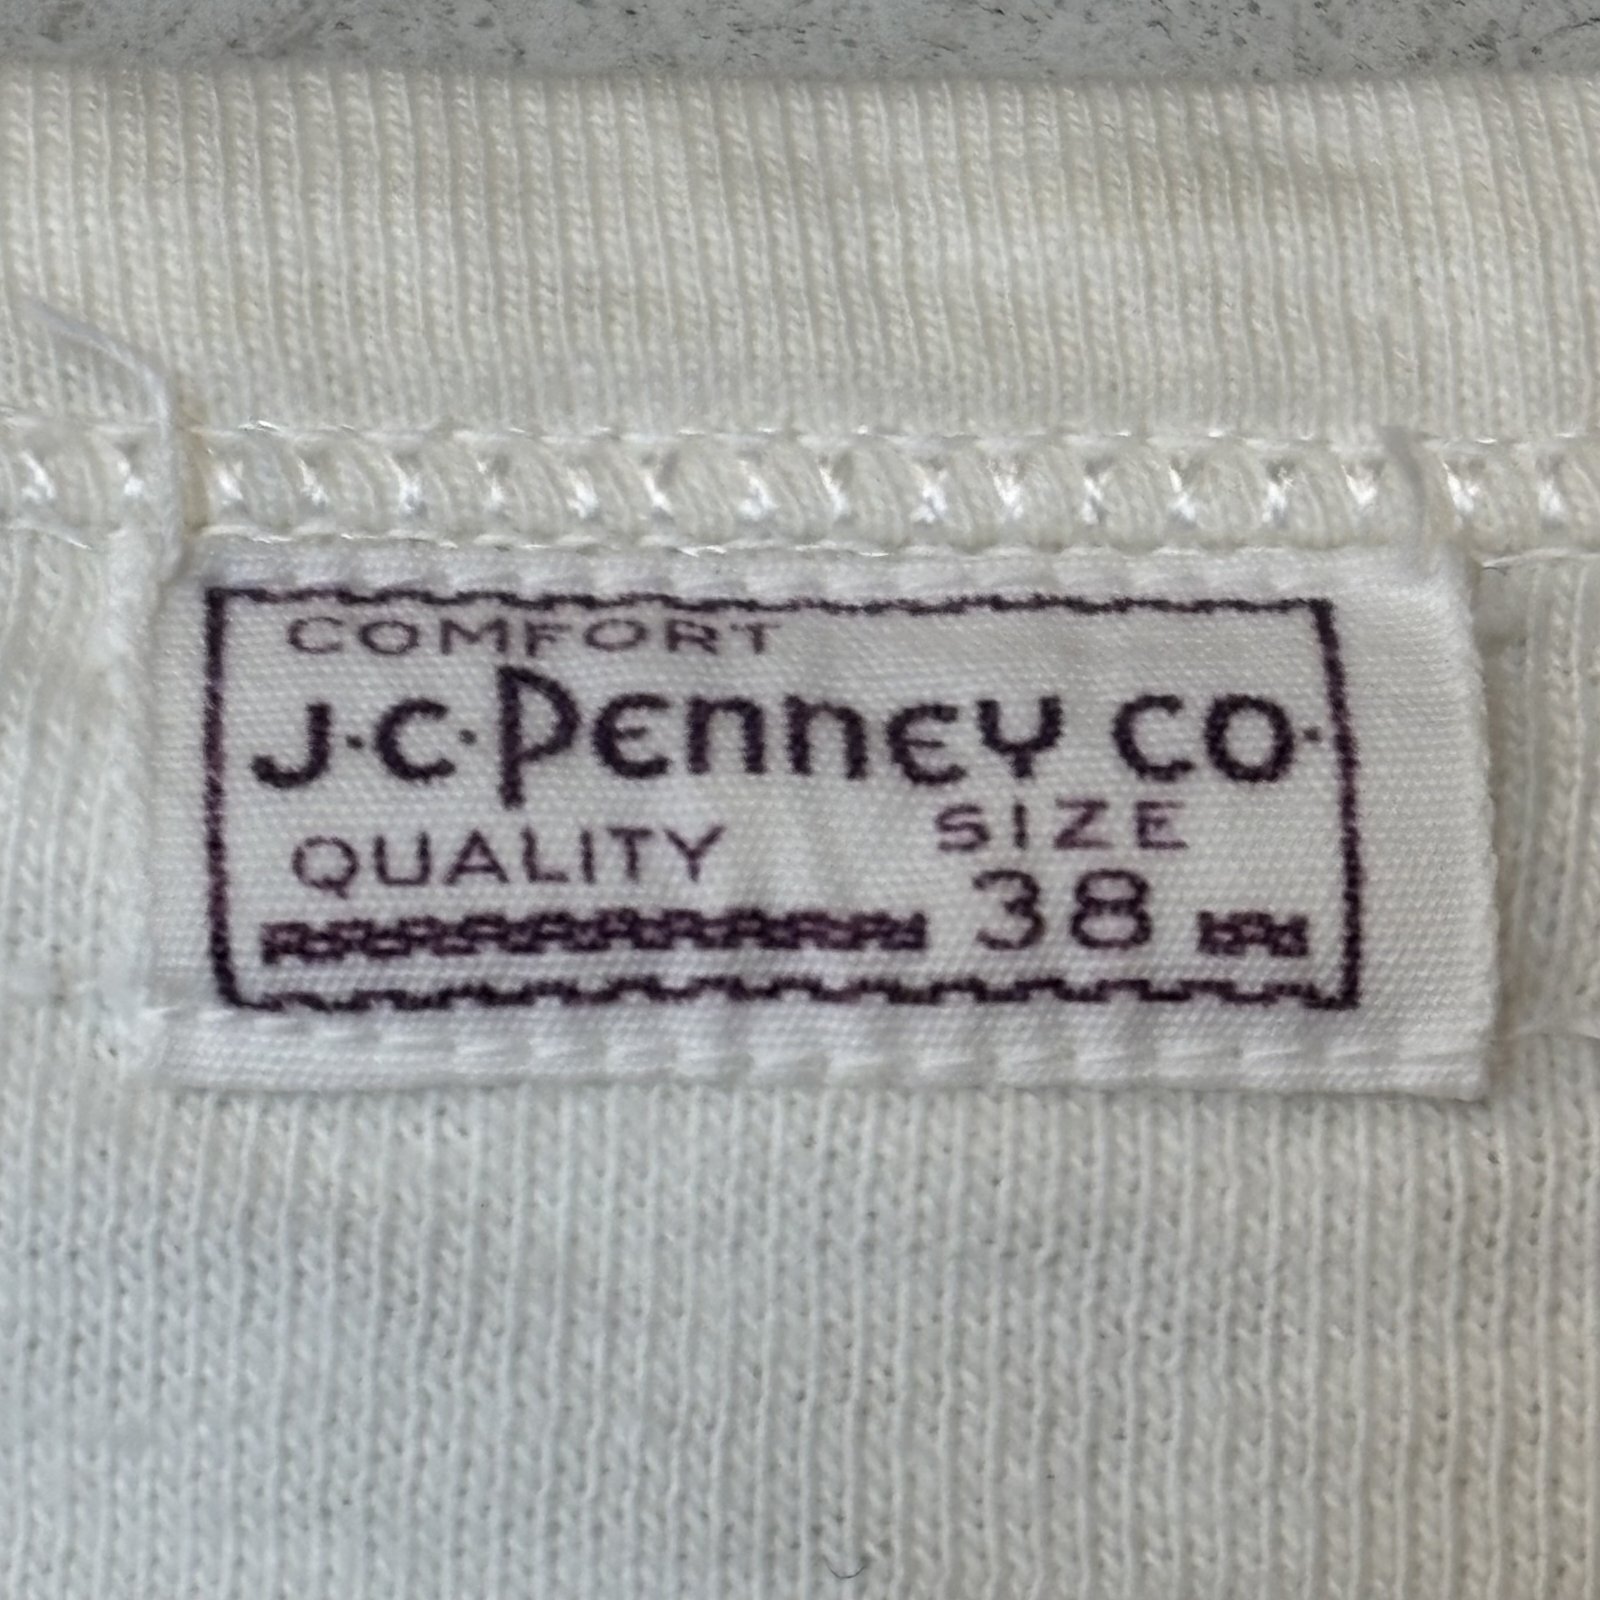 COMFORT
J·C·PENNEY CO·
QUALITY
SIZE
38